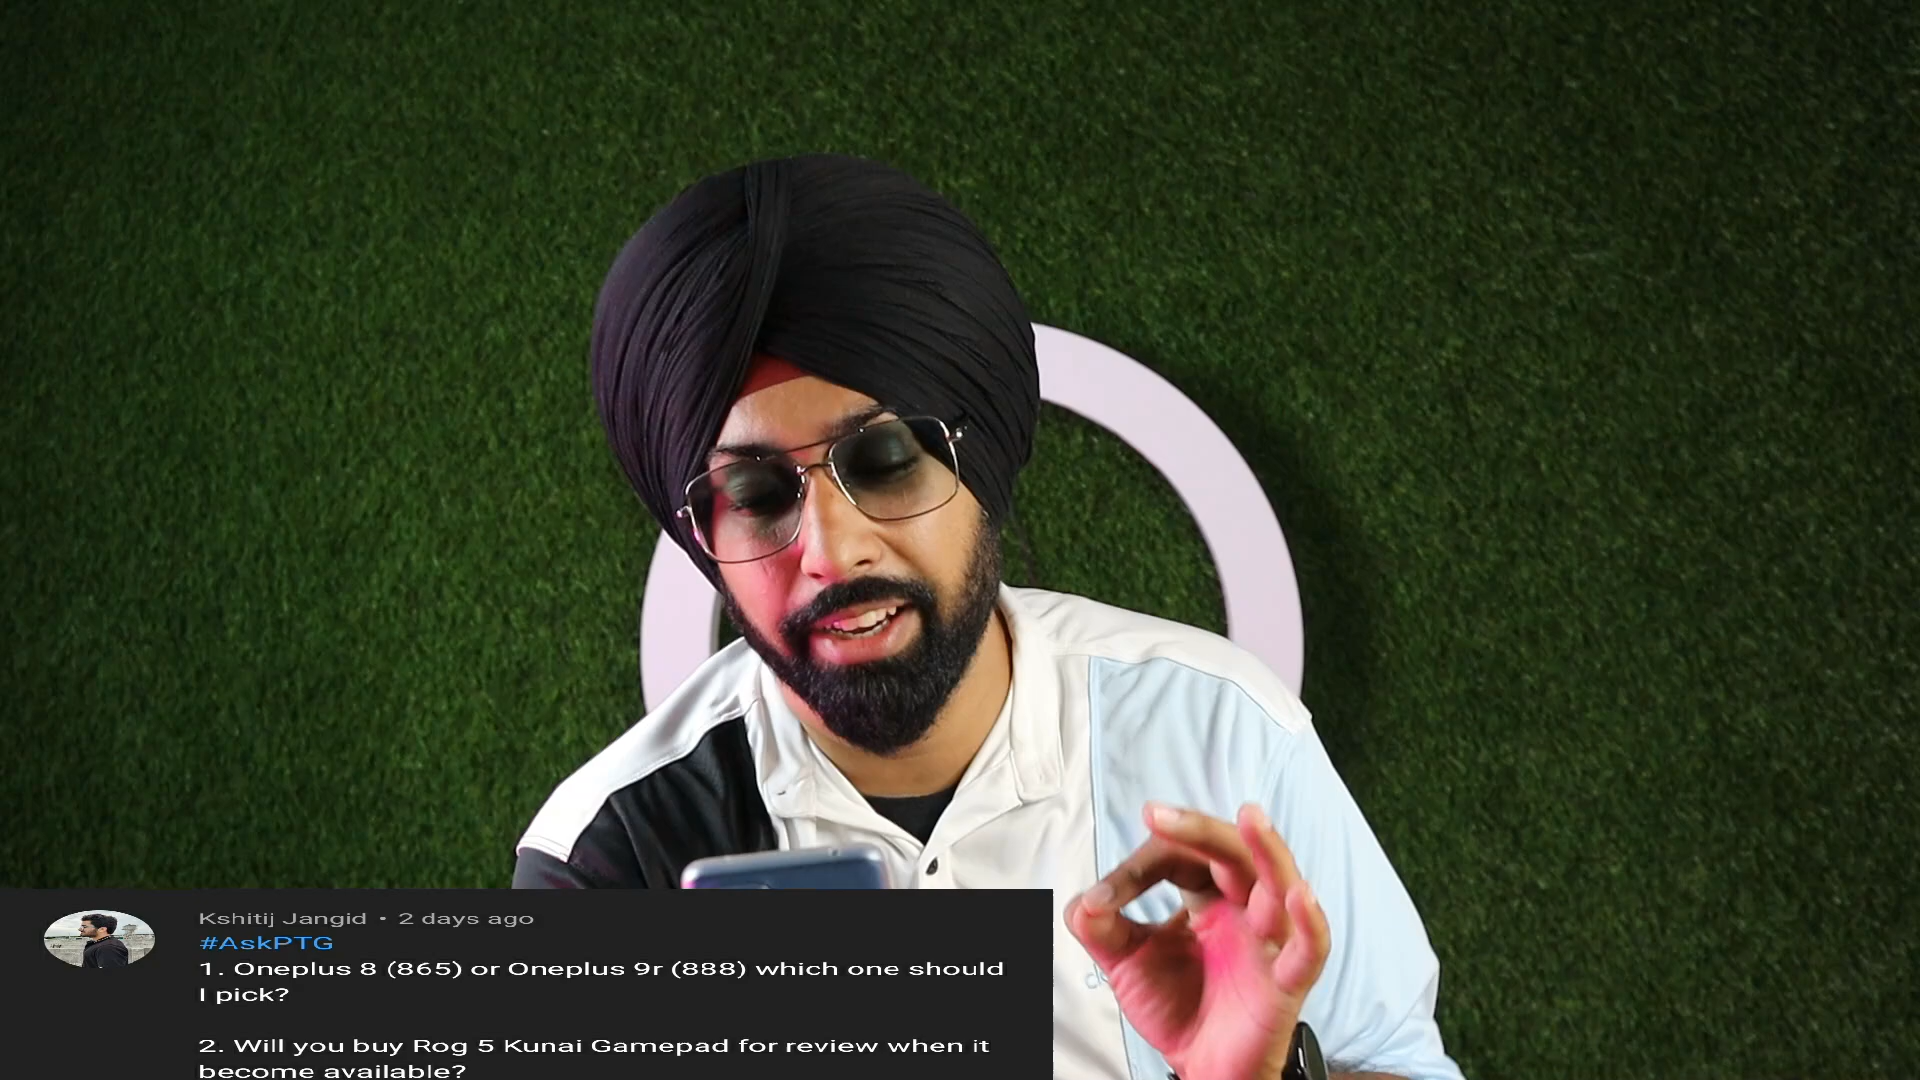 Kshitij Jangid • 2 days ago
#AskPTG
1. Oneplus 8 (865) or Oneplus 9r (888) which one should
I pick?
2. Will you buy Rog 5 Kunai Gamepad for review when it
become available?